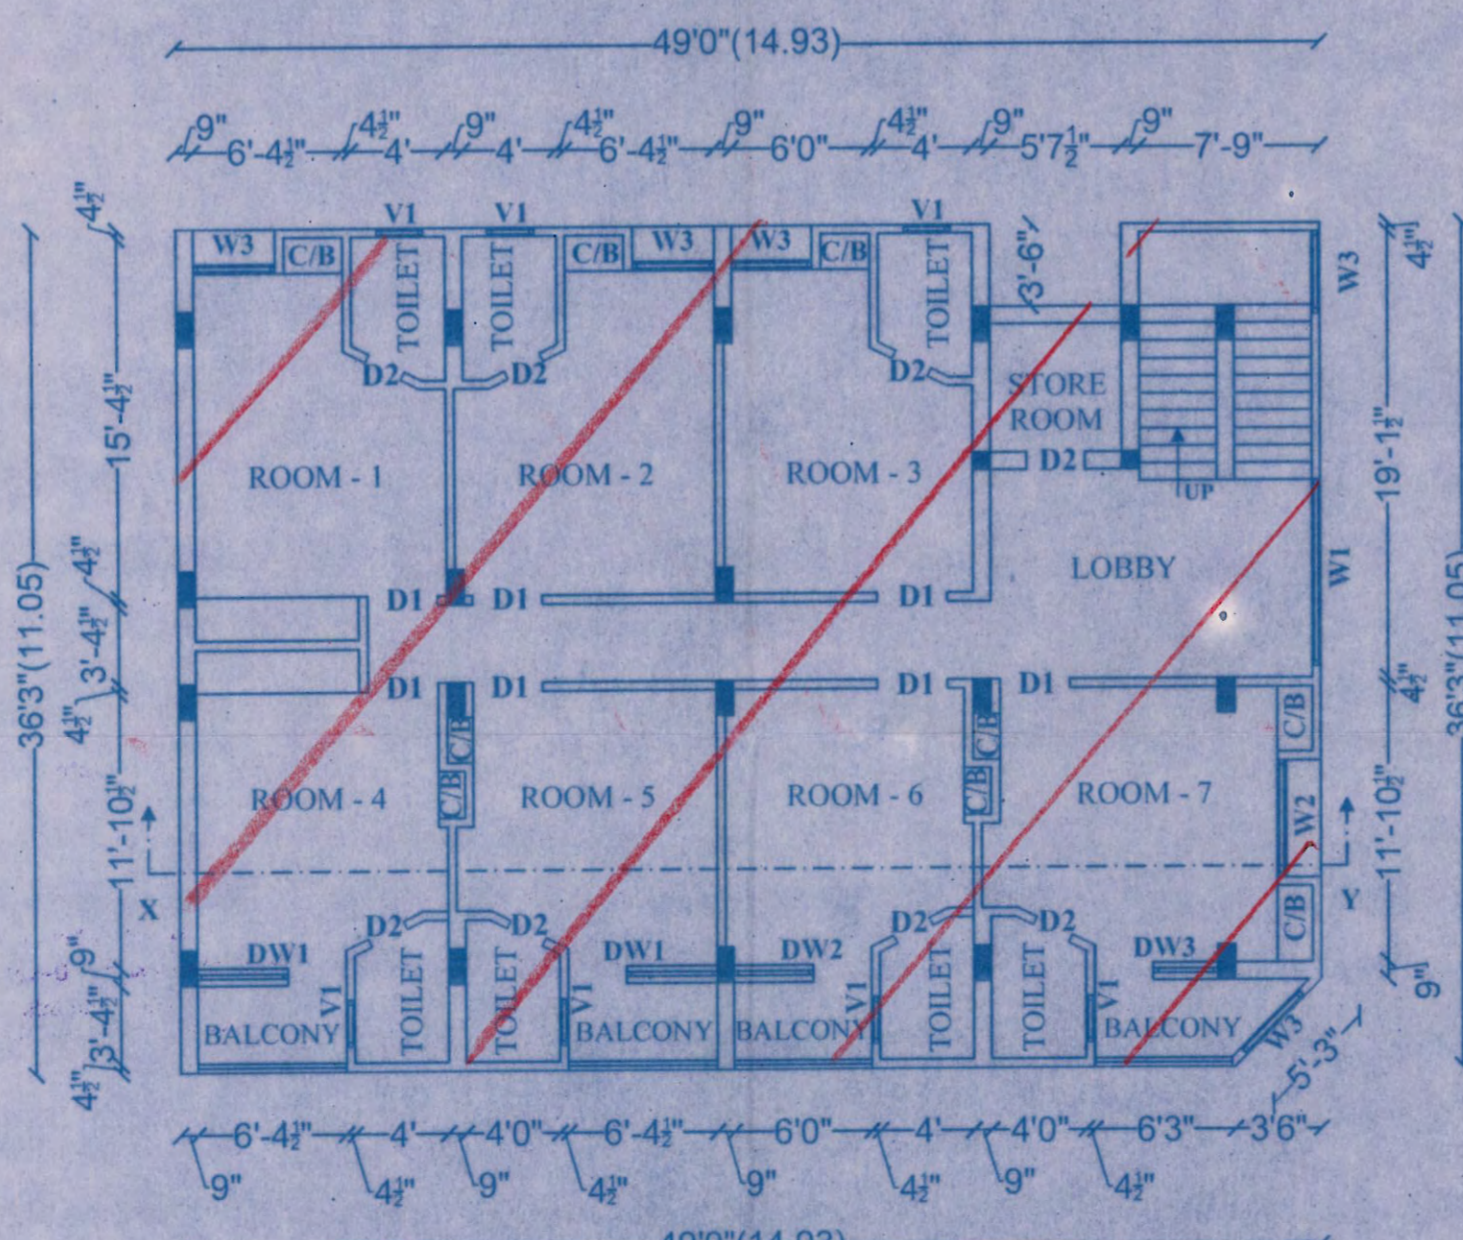 49'0"(14.93)
9" 4½" 9" 4½" 9" 4½" 9" 9"
6'-4½" 4' 4' 6'-4½" 6'0" 4' 5'7½" 7'-9"
4½"
V1 V1 V1
W3 C/B TOILET TOILET C/B W3 W3 C/B TOILET 3'-6" W3 4½"
D2 D2 D2
STORE
ROOM
D2
15'-4½"
19'-1½"
ROOM - 1 ROOM - 2 ROOM - 3
UP
LOBBY
W1
4½"
D1 D1 D1
36'3"(11.05)
3'-4½"
36'3"(11.05)
D1 D1 D1 D1
4½"
4½"
C/B C/B C/B
C/B C/B
ROOM - 4 ROOM - 5 ROOM - 6 ROOM - 7
W2
11'-10½"
11'-10½"
X Y
D2 D2 D2 D2
C/B
9"
DW1 DW1 DW2 DW3
9"
3'-4½"
V1 TOILET TOILET V1 V1 TOILET TOILET V1
BALCONY BALCONY BALCONY BALCONY
W3
5'-3"
4½"
6'-4½" 4' 4'0" 6'-4½" 6'0" 4' 4'0" 6'3" 3'6"
9" 4½" 9" 4½" 9" 4½" 9" 4½"
49'0"(14.93)